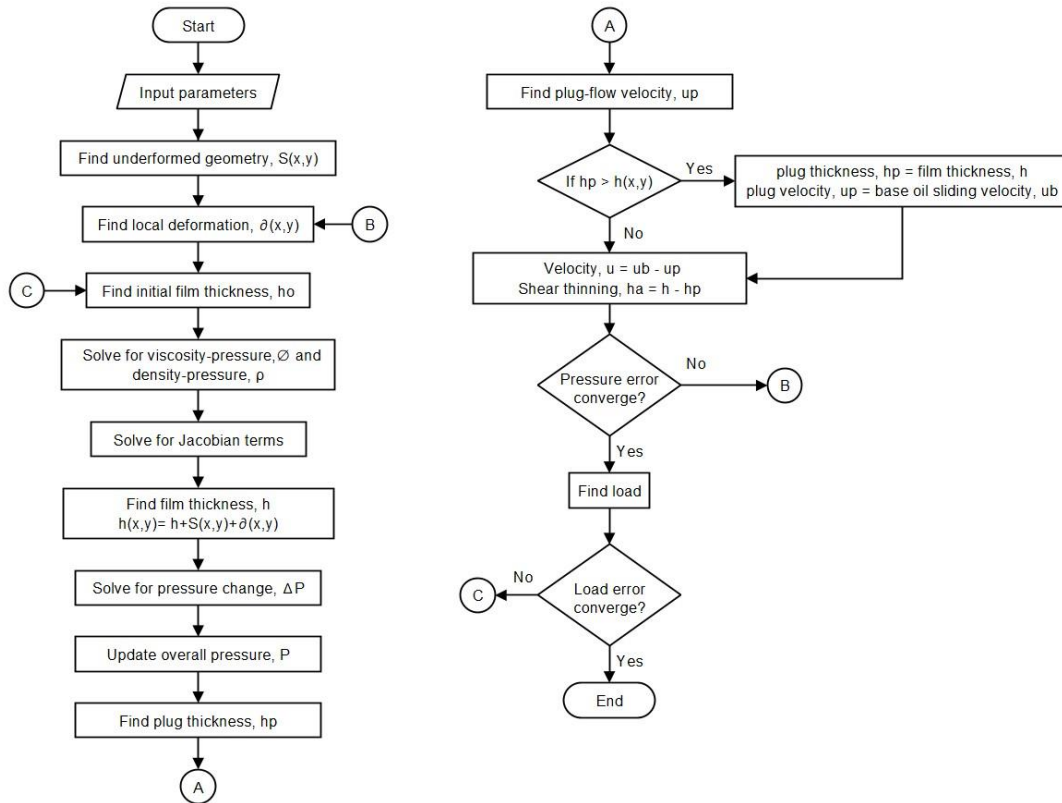 Start
Input parameters
Find underformed geometry, S(x,y)
Find local deformation, ∂(x,y)
B
C
Find initial film thickness, ho
Solve for viscosity-pressure,∅ and
density-pressure, ρ
Solve for Jacobian terms
Find film thickness, h
h(x,y)= h+S(x,y)+∂(x,y)
Solve for pressure change, ΔP
Update overall pressure, P
Find plug thickness, hp
A
A
Find plug-flow velocity, up
If hp > h(x,y)
Yes
plug thickness, hp = film thickness, h
plug velocity, up = base oil sliding velocity, ub
No
Velocity, u = ub - up
Shear thinning, ha = h - hp
Pressure error
converge?
No
B
Yes
Find load
Load error
converge?
No
C
Yes
End